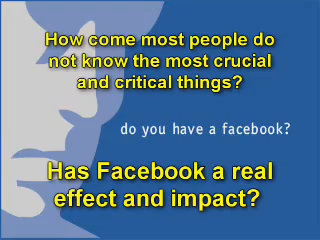 How come most people do
not know the most crucial
and critical things?
do you have a facebook?
Has Facebook a real
effect and impact?